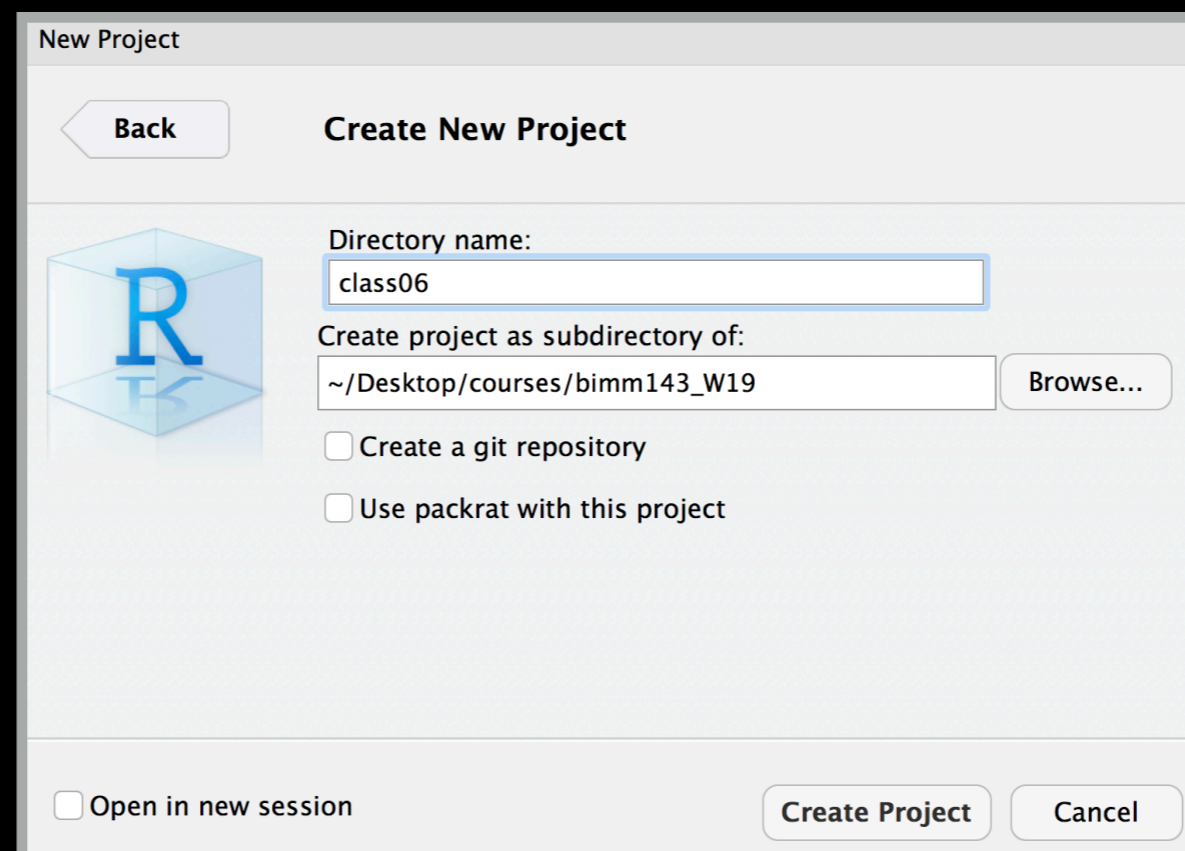 New Project
Back
Create New Project
R
Directory name:
class06
Create project as subdirectory of:
~/Desktop/courses/bimm143_W19
Browse...
Create a git repository
Use packrat with this project
Open in new session
Create Project
Cancel